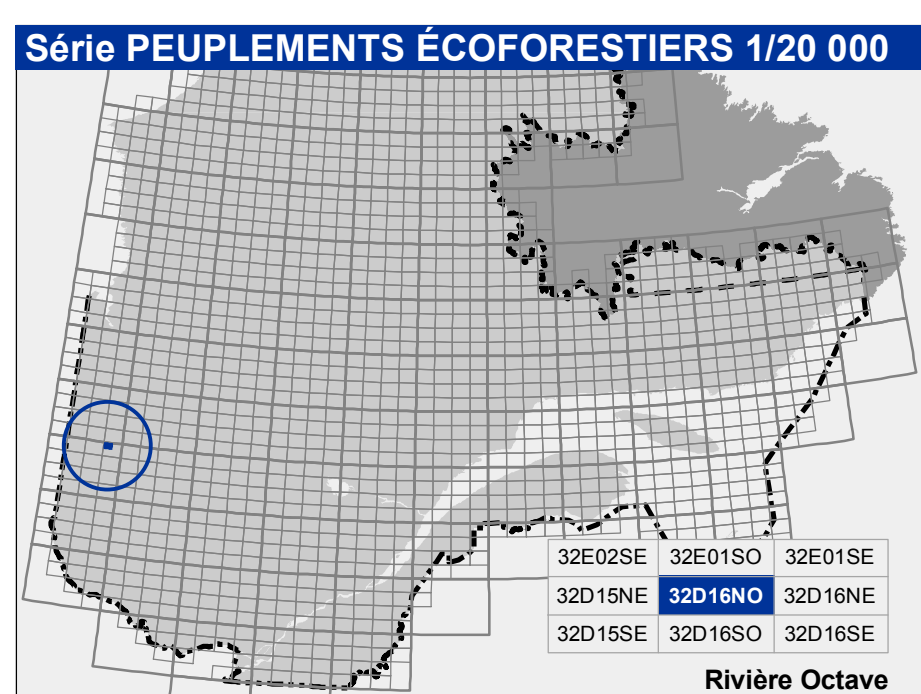 Série PEUPLEMENTS ÉCOFORESTIERS 1/20 000
32E02SE 32E01SO 32E01SE
32D15NE 32D16NO 32D16NE
32D15SE 32D16SO 32D16SE
Rivière Octave